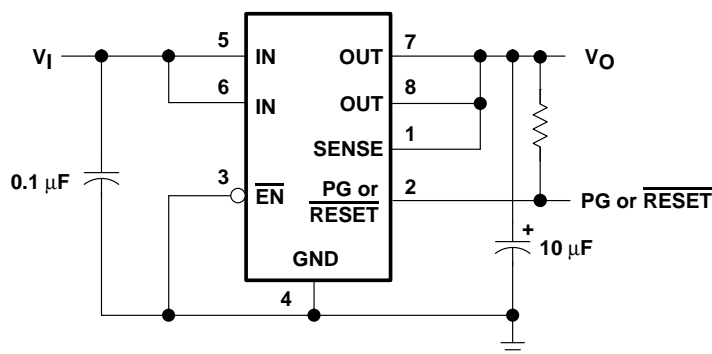 5
7
V_I
IN
OUT
V_O
6
8
IN
OUT
1
SENSE
0.1 μF
3
EN
PG or
RESET
2
PG or RESET
+
10 μF
GND
4